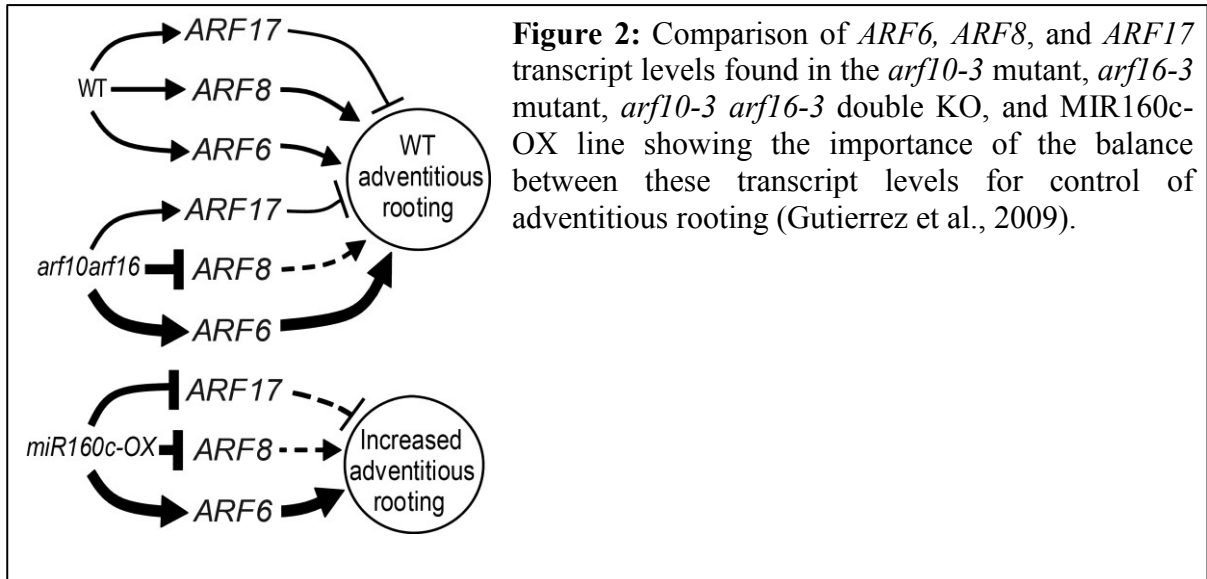 ARF17
WT ARF8
ARF6
WT
adventitious
rooting
ARF17
arf10arf16 ARF8
ARF6
ARF17
miR160c-OX ARF8
ARF6
Increased
adventitious
rooting
Figure 2: Comparison of ARF6, ARF8, and ARF17
transcript levels found in the arf10-3 mutant, arf16-3
mutant, arf10-3 arf16-3 double KO, and MIR160c-
OX line showing the importance of the balance
between these transcript levels for control of
adventitious rooting (Gutierrez et al., 2009).